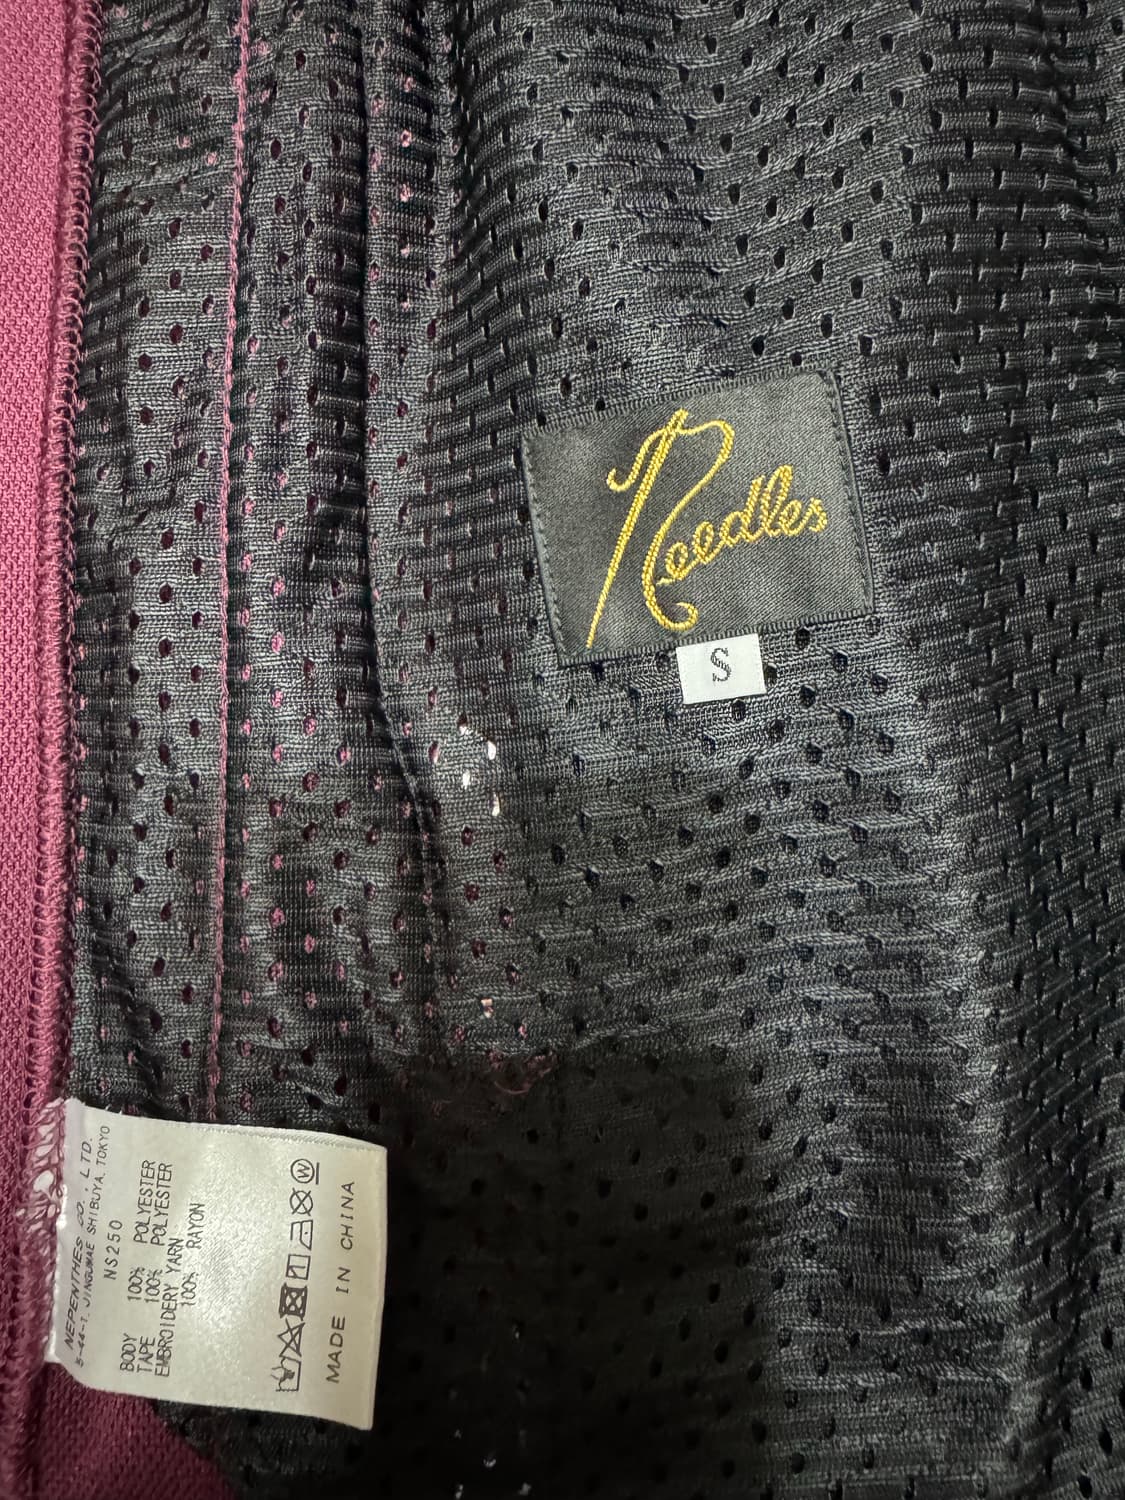 Needles
S
NEPENTHES CO., LTD.
3-44-1, JINGUMAE SHIBUYA, TOKYO
NS250
BODY 100% POLYESTER
TAPE 100% POLYESTER
EMBROIDERY YARN
100% RAYON
W
MADE IN CHINA